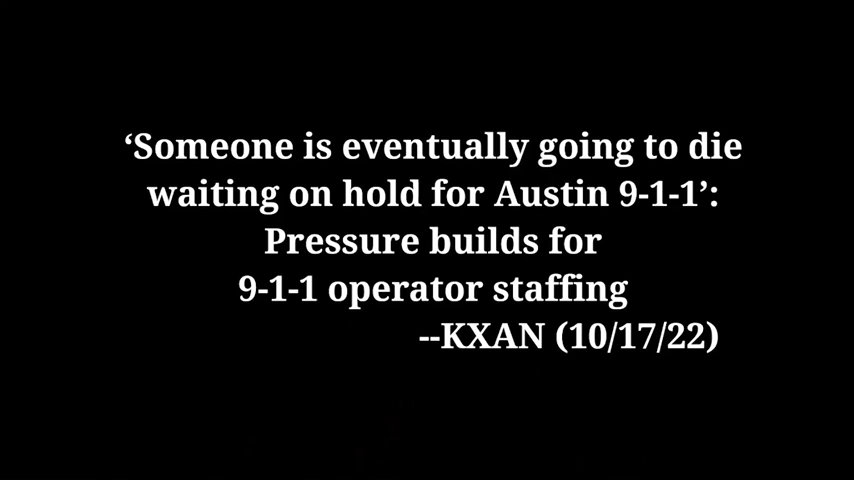 ‘Someone is eventually going to die
waiting on hold for Austin 9-1-1’:
Pressure builds for
9-1-1 operator staffing
--KXAN (10/17/22)